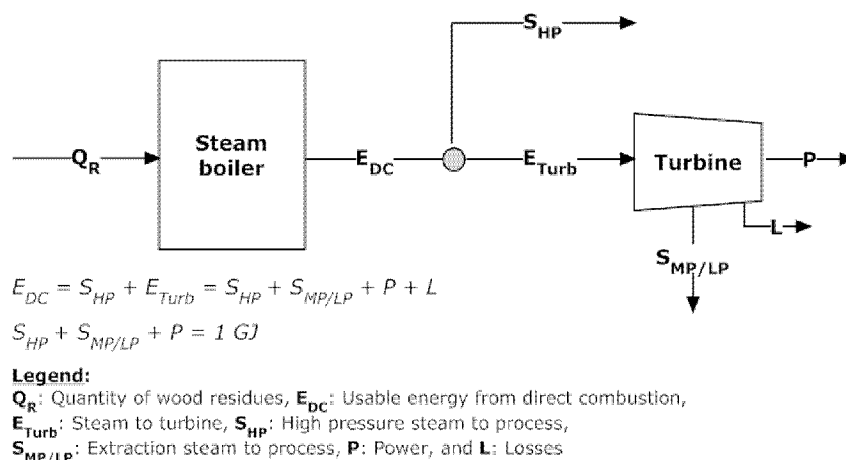 S_HP
Q_R
Steam
boiler
E_DC
E_Turb
Turbine
P
L
S_MP/LP
E_DC = S_HP + E_Turb = S_HP + S_MP/LP + P + L
S_HP + S_MP/LP + P = 1 GJ
Legend:
Q_R: Quantity of wood residues, E_DC: Usable energy from direct combustion,
E_Turb: Steam to turbine, S_HP: High pressure steam to process,
S_MP/LP: Extraction steam to process, P: Power, and L: Losses